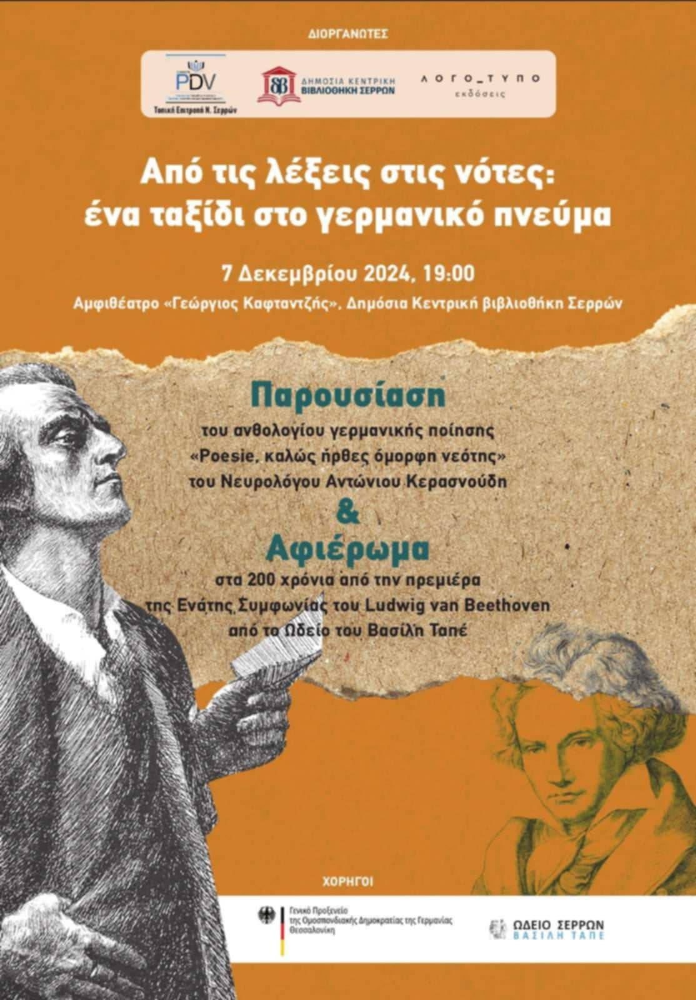 ΔΙΟΡΓΑΝΩΤΕΣ
PDV
Τοπική Επιτροπή Ν. Σερρών
ΔΗΜΟΣΙΑ ΚΕΝΤΡΙΚΗ
ΒΙΒΛΙΟΘΗΚΗ ΣΕΡΡΩΝ
ΛΟΓΟ_ΤΥΠΟ
εκδόσεις
Από τις λέξεις στις νότες:
ένα ταξίδι στο γερμανικό πνεύμα
7 Δεκεμβρίου 2024, 19:00
Αμφιθέατρο «Γεώργιος Καφταντζής», Δημόσια Κεντρική βιβλιοθήκη Σερρών
Παρουσίαση
του ανθολογίου γερμανικής ποίησης
«Poesie, καλώς ήρθες όμορφη νεότης»
του Νευρολόγου Αντώνιου Κερασνούδη
&
Αφιέρωμα
στα 200 χρόνια από την πρεμιέρα
της Ενάτης Συμφωνίας του Ludwig van Beethoven
από το Ωδείο του Βασίλη Ταπέ
ΧΟΡΗΓΟΙ
Γενικό Προξενείο
της Ομοσπονδιακής Δημοκρατίας της Γερμανίας
Θεσσαλονίκη
ΩΔΕΙΟ ΣΕΡΡΩΝ
ΒΑΣΙΛΗ ΤΑΠΕ